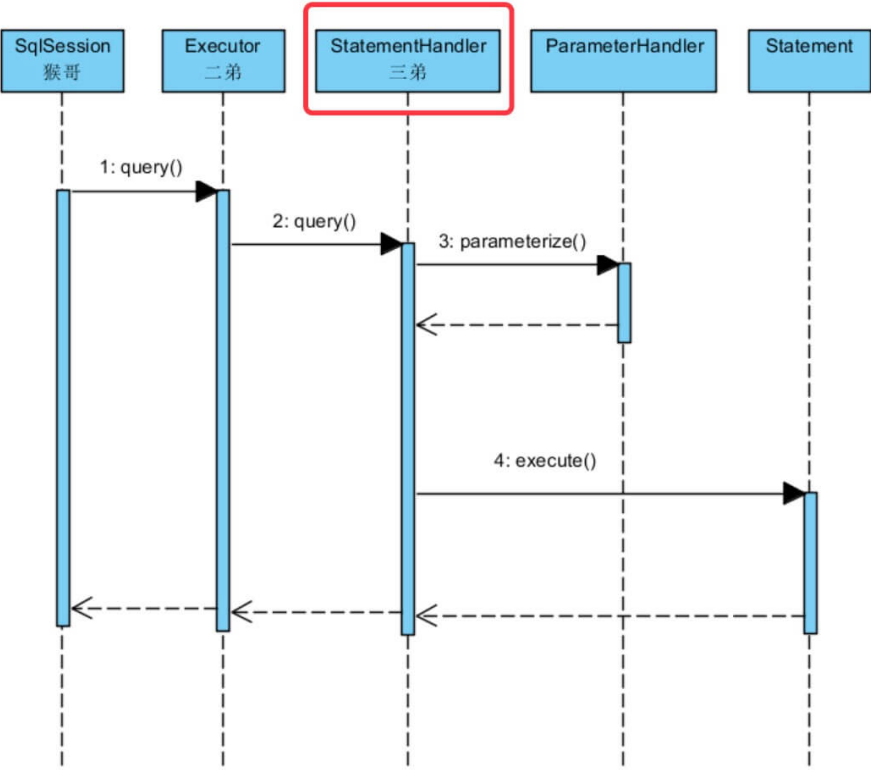 SqlSession
猴哥
Executor
二弟
StatementHandler
三弟
ParameterHandler
Statement
1: query()
2: query()
3: parameterize()
4: execute()